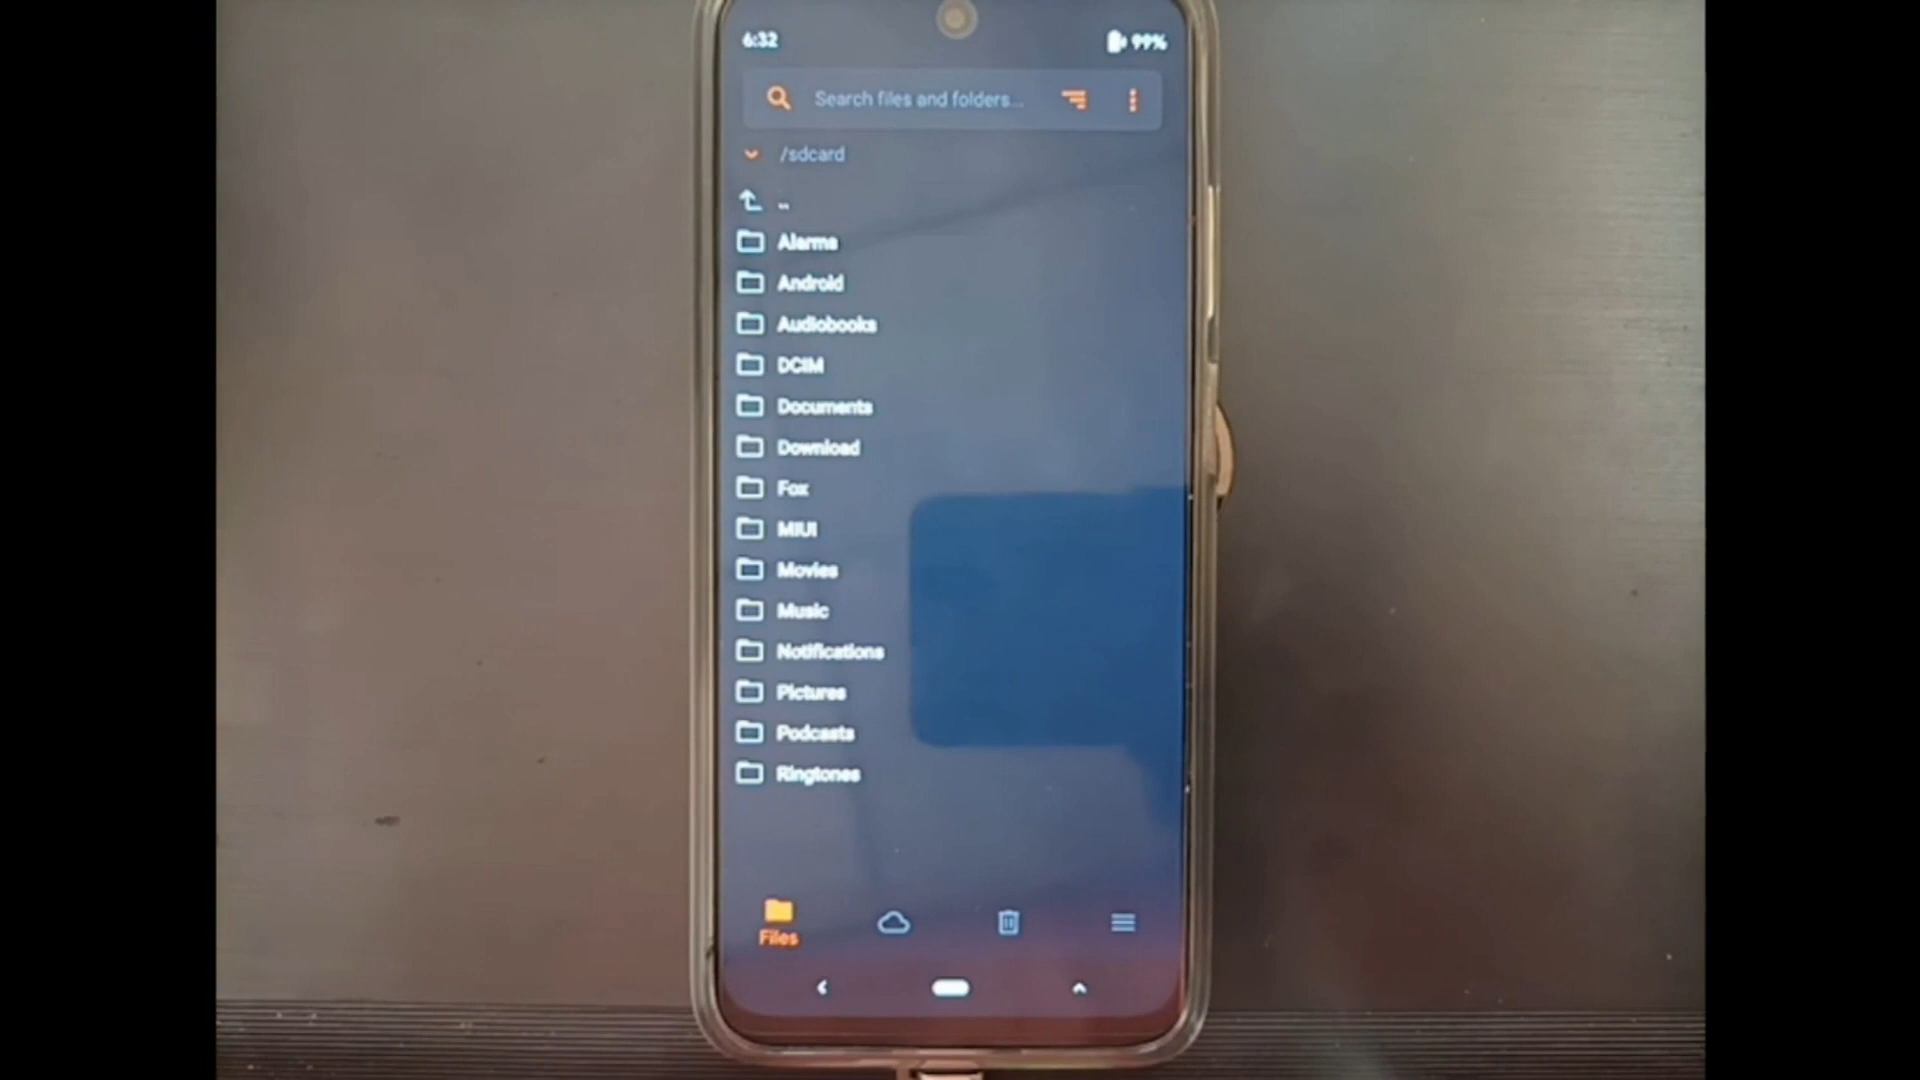 6:32 99%
Search files and folders...
/sdcard
..
Alarms
Android
Audiobooks
DCIM
Documents
Download
Fox
MIUI
Movies
Music
Notifications
Pictures
Podcasts
Ringtones
Files